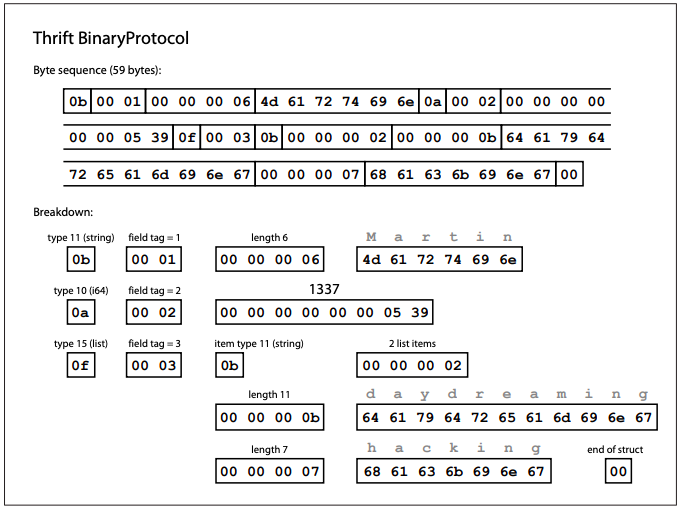 Thrift BinaryProtocol
Byte sequence (59 bytes):
0b 00 01 00 00 00 06 4d 61 72 74 69 6e 0a 00 02 00 00 00 00
00 00 05 39 0f 00 03 0b 00 00 00 02 00 00 00 0b 64 61 79 64
72 65 61 6d 69 6e 67 00 00 00 07 68 61 63 6b 69 6e 67 00
Breakdown:
type 11 (string) field tag = 1 length 6 M a r t i n
0b 00 01 00 00 00 06 4d 61 72 74 69 6e
type 10 (i64) field tag = 2 1337
0a 00 02 00 00 00 00 00 00 05 39
type 15 (list) field tag = 3 item type 11 (string) 2 list items
0f 00 03 0b 00 00 00 02
length 11 d a y d r e a m i n g
00 00 00 0b 64 61 79 64 72 65 61 6d 69 6e 67
length 7 h a c k i n g end of struct
00 00 00 07 68 61 63 6b 69 6e 67 00